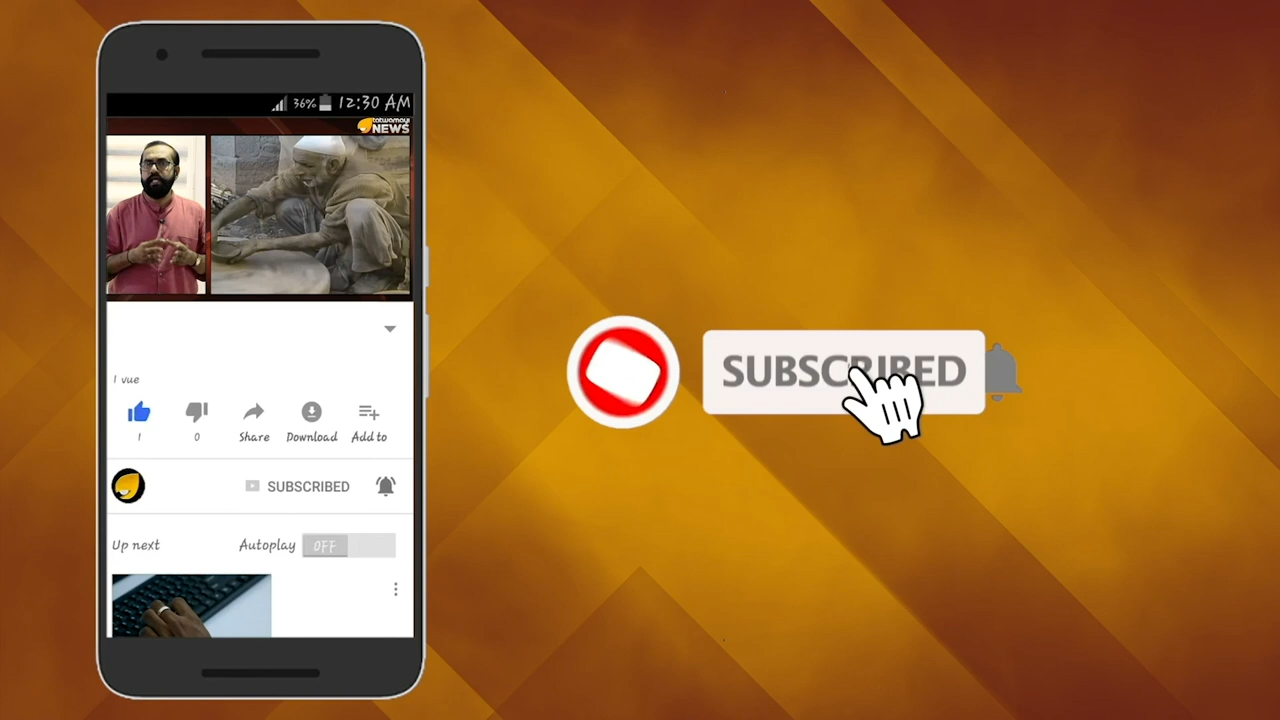 36% 12:30 AM
tatwamayi
NEWS
1 vue
1
0
Share
Download
Add to
SUBSCRIBED
Up next
Autoplay
OFF
SUBSCRIBED